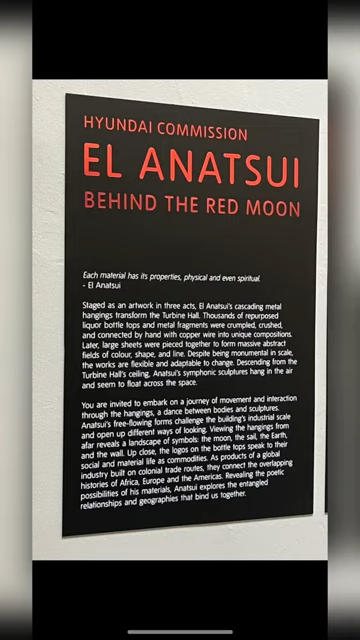 HYUNDAI COMMISSION
EL ANATSUI
BEHIND THE RED MOON
Each material has its properties, physical and even spiritual.
- El Anatsui
Staged as an artwork in three acts, El Anatsui's cascading metal
hangings transform the Turbine Hall. Thousands of repurposed
liquor bottle tops and metal fragments were crumpled, crushed,
and connected by hand with copper wire into unique compositions.
Later, large sheets were pieced together to form massive abstract
fields of colour, shape, and line. Despite being monumental in scale,
the works are flexible and adaptable to change. Descending from the
Turbine Hall's ceiling, Anatsui's symphonic sculptures hang in the air
and seem to float across the space.
You are invited to embark on a journey of movement and interaction
through the hangings, a dance between bodies and sculptures.
Anatsui's free-flowing forms challenge the building's industrial scale
and open up different ways of looking. Viewing the hangings from
afar reveals a landscape of symbols: the moon, the sail, the Earth,
and the wall. Up close, the logos on the bottle tops speak to their
social and material life as commodities. As products of a global
industry built on colonial trade routes, they connect the overlapping
histories of Africa, Europe and the Americas. Revealing the poetic
possibilities of his materials, Anatsui explores the entangled
relationships and geographies that bind us together.